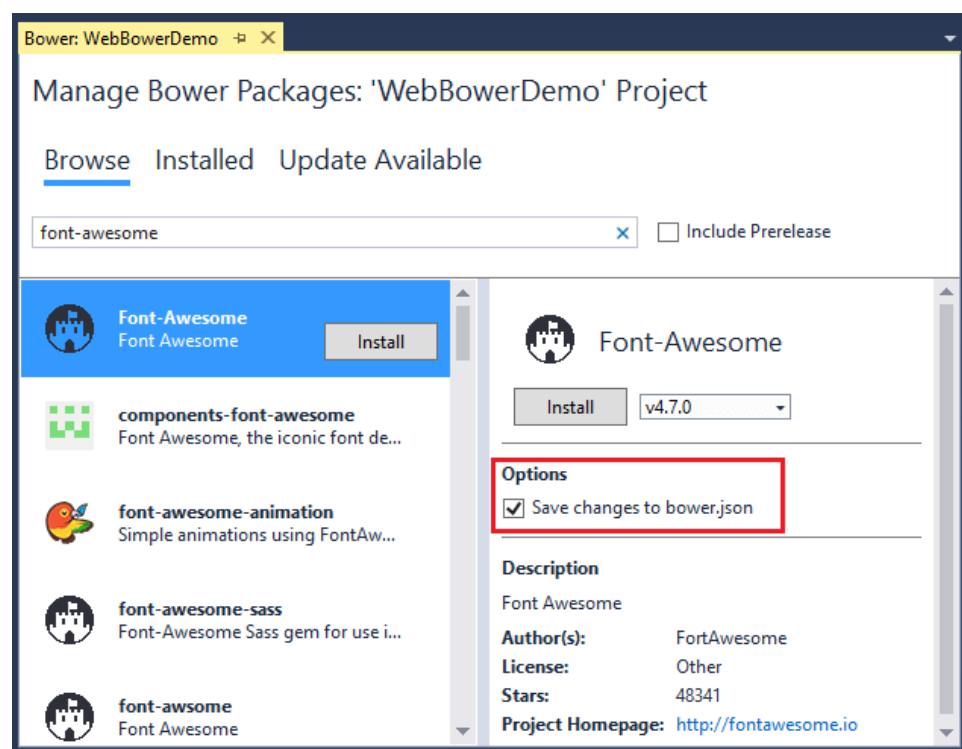 Bower: WebBowerDemo
Manage Bower Packages: 'WebBowerDemo' Project
Browse Installed Update Available
font-awesome
Include Prerelease
Font-Awesome
Font Awesome
Install
components-font-awesome
Font Awesome, the iconic font de...
font-awesome-animation
Simple animations using FontAw...
font-awesome-sass
Font-Awesome Sass gem for use i...
font-awsome
Font Awesome
Font-Awesome
Install v4.7.0
Options
Save changes to bower.json
Description
Font Awesome
Author(s): FortAwesome
License: Other
Stars: 48341
Project Homepage: http://fontawesome.io